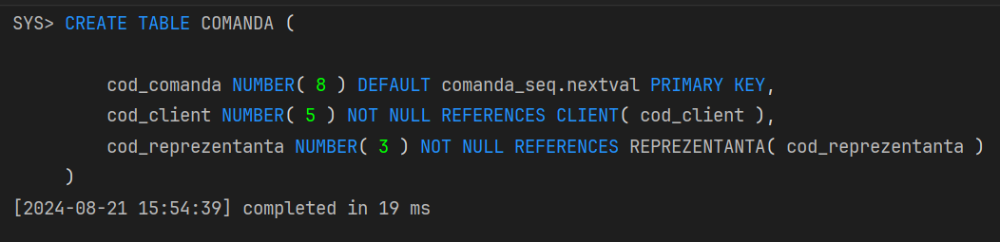 SYS> CREATE TABLE COMANDA (
cod_comanda NUMBER( 8 ) DEFAULT comanda_seq.nextval PRIMARY KEY,
cod_client NUMBER( 5 ) NOT NULL REFERENCES CLIENT( cod_client ),
cod_reprezentanta NUMBER( 3 ) NOT NULL REFERENCES REPREZENTANTA( cod_reprezentanta )
)
[2024-08-21 15:54:39] completed in 19 ms